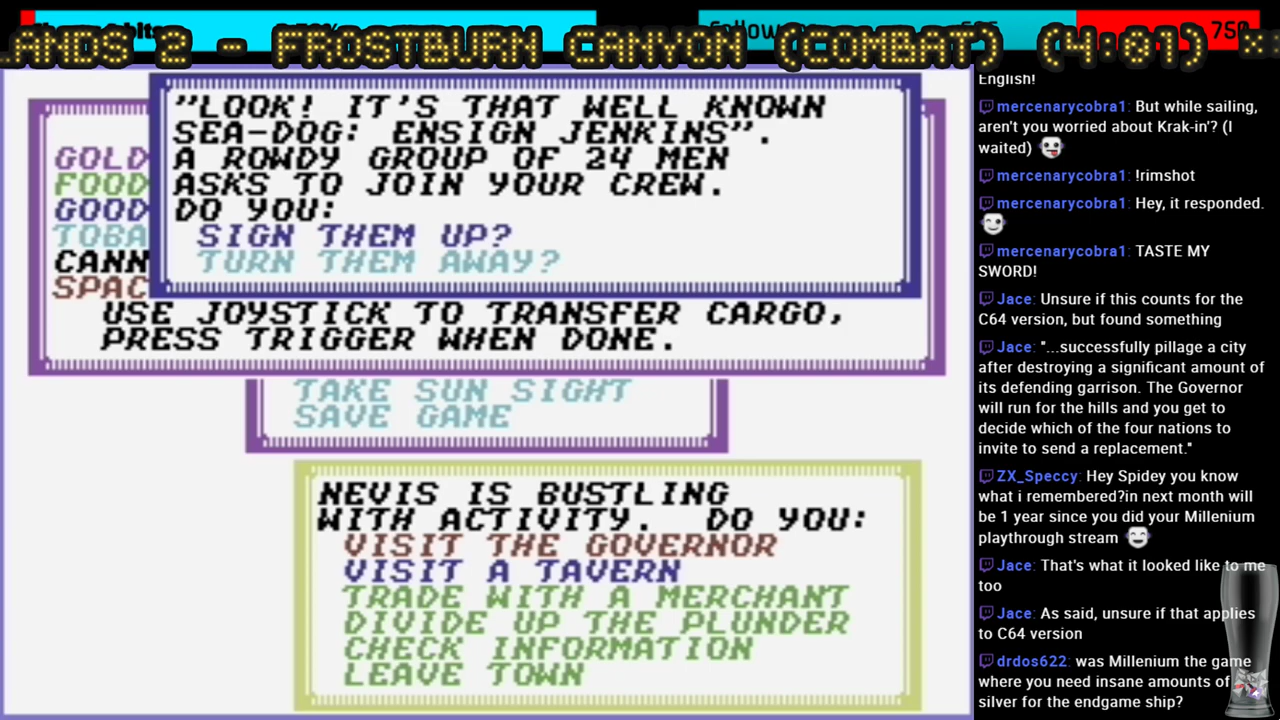 ANDS 2 - FROSTBURN CANYON (COMBAT) (4:01)
750
English!
mercenarycobra1: But while sailing,
aren't you worried about Krak-in'? (I
waited)
mercenarycobra1: !rimshot
mercenarycobra1: Hey, it responded.
mercenarycobra1: TASTE MY
SWORD!
Jace: Unsure if this counts for the
C64 version, but found something
Jace: "...successfully pillage a city
after destroying a significant amount of
its defending garrison. The Governor
will run for the hills and you get to
decide which of the four nations to
invite to send a replacement."
ZX_Speccy: Hey Spidey you know
what i remembered?in next month will
be 1 year since you did your Millenium
playthrough stream
Jace: That's what it looked like to me
too
Jace: As said, unsure if that applies
to C64 version
drdos622: was Millenium the game
where you need insane amounts of
silver for the endgame ship?
"LOOK! IT'S THAT WELL KNOWN
SEA-DOG: ENSIGN JENKINS".
A ROWDY GROUP OF 24 MEN
ASKS TO JOIN YOUR CREW.
DO YOU:
SIGN THEM UP?
TURN THEM AWAY?
GOLD
FOOD
GOOD
TOBA
CANN
SPAC
USE JOYSTICK TO TRANSFER CARGO,
PRESS TRIGGER WHEN DONE.
TAKE SUN SIGHT
SAVE GAME
NEVIS IS BUSTLING
WITH ACTIVITY. DO YOU:
VISIT THE GOVERNOR
VISIT A TAVERN
TRADE WITH A MERCHANT
DIVIDE UP THE PLUNDER
CHECK INFORMATION
LEAVE TOWN